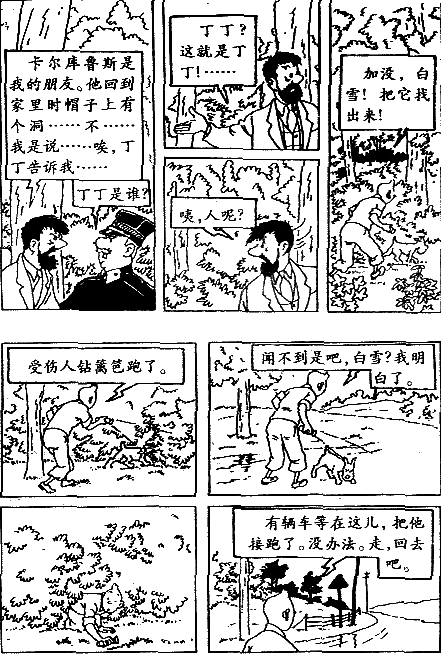 卡尔库鲁斯是
我的朋友。他回到
家里时帽子上有
个洞……不……
我是说……唉，丁
丁告诉我……
丁丁是谁？
丁丁？
这就是丁
丁！……
咦，人呢？
加没，白
雪！把它找
出来！
受伤人钻篱笆跑了。
闻不到是吧，白雪？我明
白了。
有辆车等在这儿，把他
接跑了。没办法。走，回去
吧。